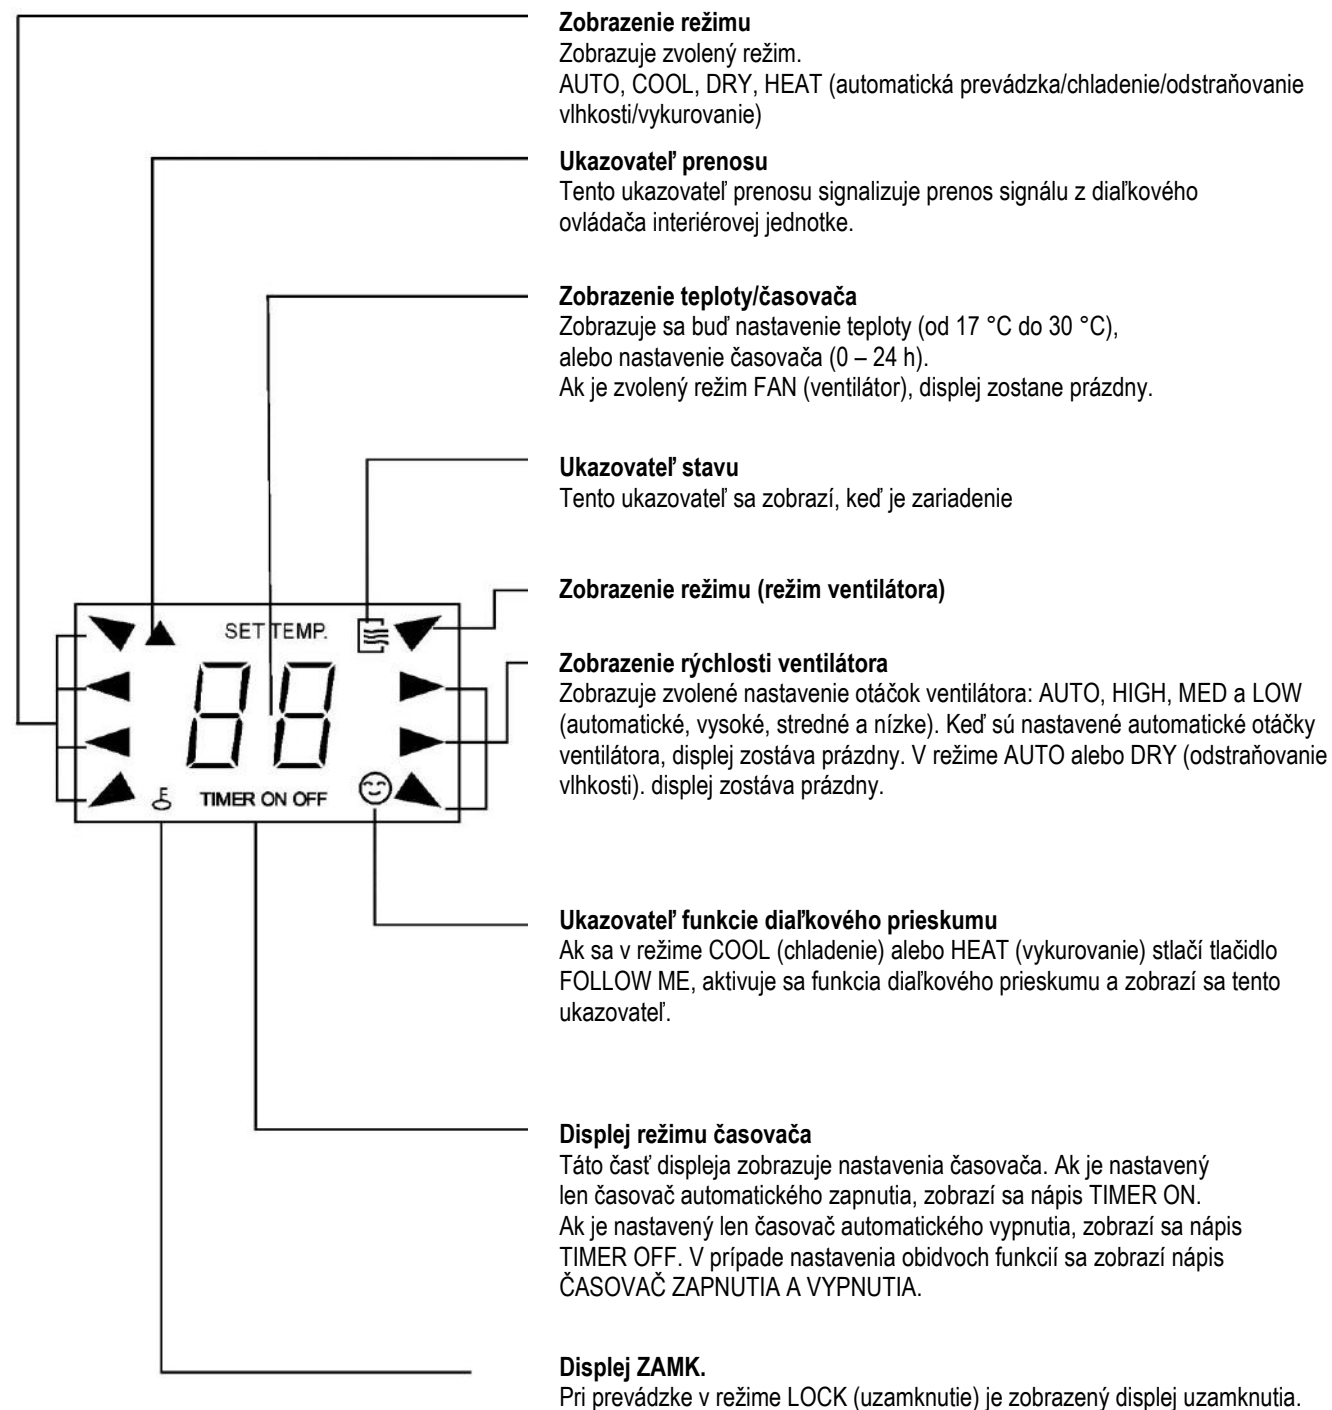 Zobrazenie režimu
Zobrazuje zvolený režim.
AUTO, COOL, DRY, HEAT (automatická prevádzka/chladenie/odstraňovanie
vlhkosti/vykurovanie)
Ukazovateľ prenosu
Tento ukazovateľ prenosu signalizuje prenos signálu z diaľkového
ovládača interiérovej jednotke.
Zobrazenie teploty/časovača
Zobrazuje sa buď nastavenie teploty (od 17 °C do 30 °C),
alebo nastavenie časovača (0 – 24 h).
Ak je zvolený režim FAN (ventilátor), displej zostane prázdny.
Ukazovateľ stavu
Tento ukazovateľ sa zobrazí, keď je zariadenie
Zobrazenie režimu (režim ventilátora)
SET TEMP.
88
TIMER ON OFF
Zobrazenie rýchlosti ventilátora
Zobrazuje zvolené nastavenie otáčok ventilátora: AUTO, HIGH, MED a LOW
(automatické, vysoké, stredné a nízke). Keď sú nastavené automatické otáčky
ventilátora, displej zostáva prázdny. V režime AUTO alebo DRY (odstraňovanie
vlhkosti). displej zostáva prázdny.
Ukazovateľ funkcie diaľkového prieskumu
Ak sa v režime COOL (chladenie) alebo HEAT (vykurovanie) stlačí tlačidlo
FOLLOW ME, aktivuje sa funkcia diaľkového prieskumu a zobrazí sa tento
ukazovateľ.
Displej režimu časovača
Táto časť displeja zobrazuje nastavenia časovača. Ak je nastavený
len časovač automatického zapnutia, zobrazí sa nápis TIMER ON.
Ak je nastavený len časovač automatického vypnutia, zobrazí sa nápis
TIMER OFF. V prípade nastavenia obidvoch funkcií sa zobrazí nápis
ČASOVAČ ZAPNUTIA A VYPNUTIA.
Displej ZAMK.
Pri prevádzke v režime LOCK (uzamknutie) je zobrazený displej uzamknutia.